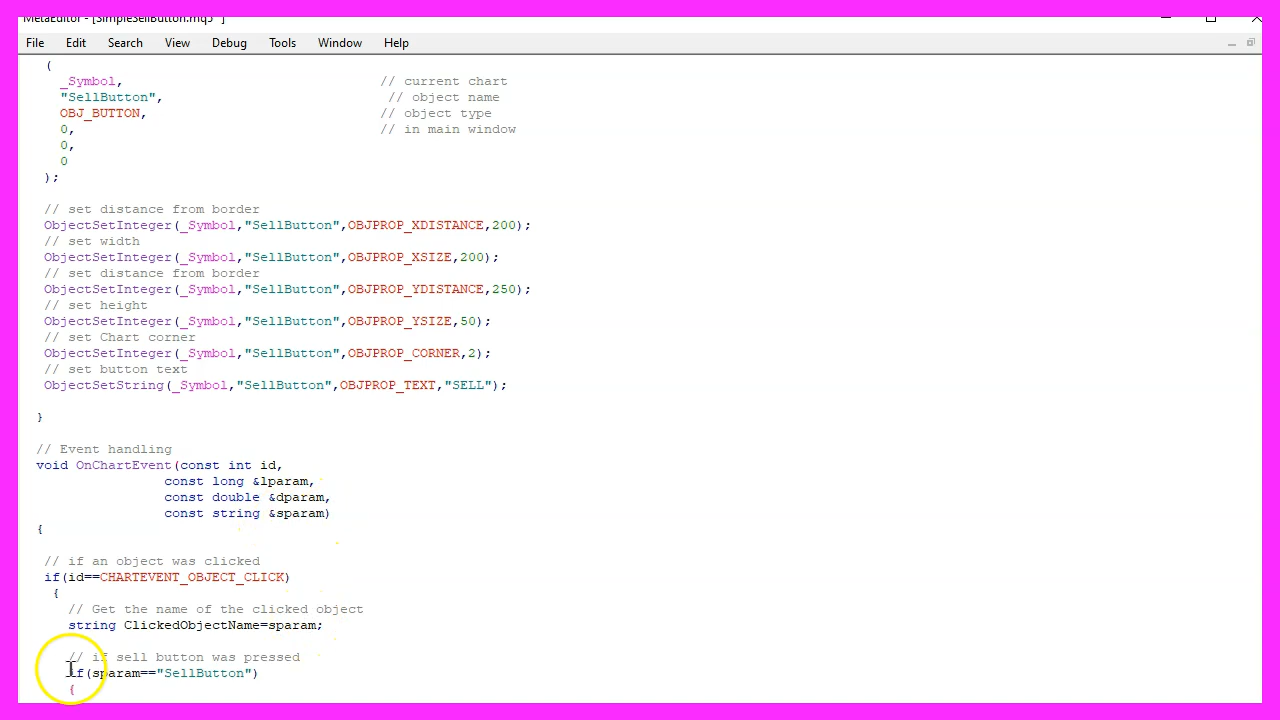 MetaEditor - [SimpleSellButton.mq5 *]
File Edit Search View Debug Tools Window Help
(
_Symbol, // current chart
"SellButton", // object name
OBJ_BUTTON, // object type
0, // in main window
0,
0
);
// set distance from border
ObjectSetInteger(_Symbol,"SellButton",OBJPROP_XDISTANCE,200);
// set width
ObjectSetInteger(_Symbol,"SellButton",OBJPROP_XSIZE,200);
// set distance from border
ObjectSetInteger(_Symbol,"SellButton",OBJPROP_YDISTANCE,250);
// set height
ObjectSetInteger(_Symbol,"SellButton",OBJPROP_YSIZE,50);
// set Chart corner
ObjectSetInteger(_Symbol,"SellButton",OBJPROP_CORNER,2);
// set button text
ObjectSetString(_Symbol,"SellButton",OBJPROP_TEXT,"SELL");
}
// Event handling
void OnChartEvent(const int id,
const long &lparam,
const double &dparam,
const string &sparam)
{
// if an object was clicked
if(id==CHARTEVENT_OBJECT_CLICK)
{
// Get the name of the clicked object
string ClickedObjectName=sparam;
// if sell button was pressed
if(sparam=="SellButton")
{